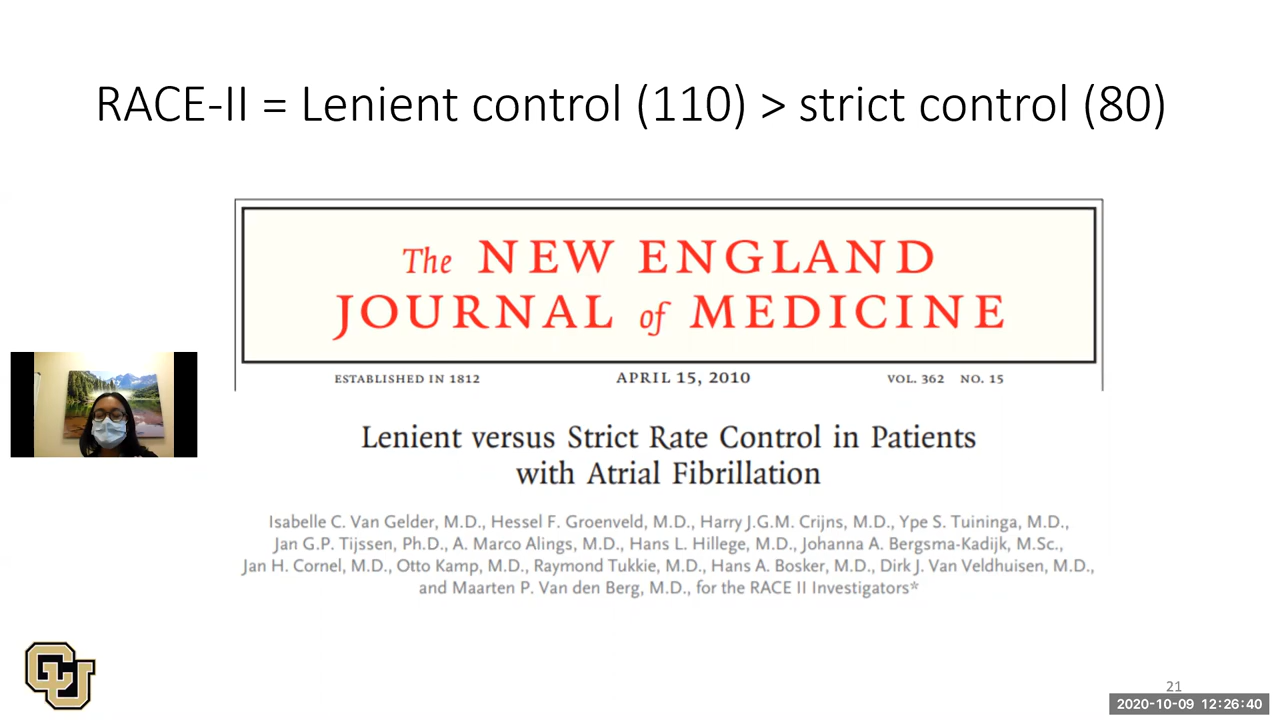 RACE-II = Lenient control (110) > strict control (80)
The NEW ENGLAND
JOURNAL of MEDICINE
ESTABLISHED IN 1812 APRIL 15, 2010 VOL. 362 NO. 15
Lenient versus Strict Rate Control in Patients
with Atrial Fibrillation
Isabelle C. Van Gelder, M.D., Hessel F. Groenveld, M.D., Harry J.G.M. Crijns, M.D., Ype S. Tuininga, M.D.,
Jan G.P. Tijssen, Ph.D., A. Marco Alings, M.D., Hans L. Hillege, M.D., Johanna A. Bergsma-Kadijk, M.Sc.,
Jan H. Cornel, M.D., Otto Kamp, M.D., Raymond Tukkie, M.D., Hans A. Bosker, M.D., Dirk J. Van Veldhuisen, M.D.,
and Maarten P. Van den Berg, M.D., for the RACE II Investigators*
CU
21
2020-10-09 12:26:40